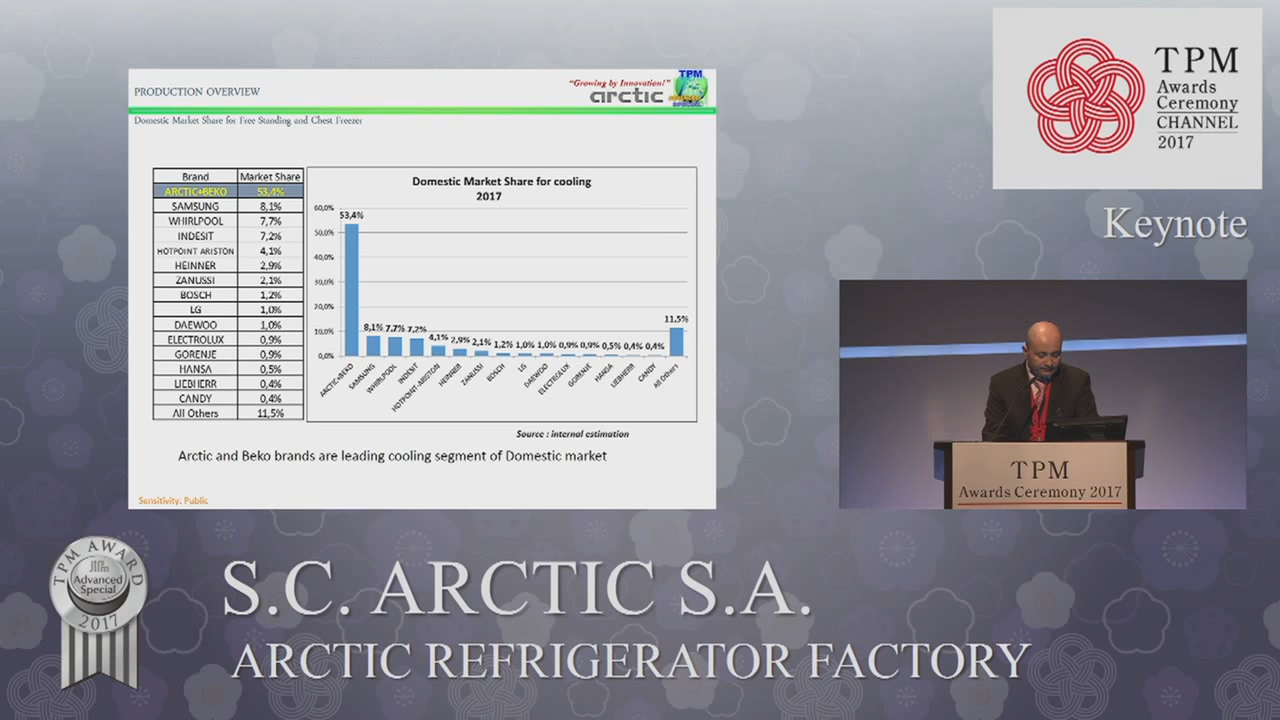 PRODUCTION OVERVIEW
"Growing by Innovation!"
arctic
TPM
Domestic Market Share for Free Standing and Chest Freezer
Brand Market Share
ARCTIC+BEKO 53,4%
SAMSUNG 8,1%
WHIRLPOOL 7,7%
INDESIT 7,2%
HOTPOINT ARISTON 4,1%
HEINNER 2,9%
ZANUSSI 2,1%
BOSCH 1,2%
LG 1,0%
DAEWOO 1,0%
ELECTROLUX 0,9%
GORENJE 0,9%
HANSA 0,5%
LIEBHERR 0,4%
CANDY 0,4%
All Others 11,5%
Domestic Market Share for cooling
2017
60,0%
50,0%
40,0%
30,0%
20,0%
10,0%
0,0%
53,4% 8,1% 7,7% 7,2% 4,1% 2,9% 2,1% 1,2% 1,0% 1,0% 0,9% 0,9% 0,5% 0,4% 0,4% 11,5%
ARCTIC+BEKO SAMSUNG WHIRLPOOL INDESIT HOTPOINT-ARISTON HEINNER ZANUSSI BOSCH LG DAEWOO ELECTROLUX GORENJE HANSA LIEBHERR CANDY All Others
Source : internal estimation
Arctic and Beko brands are leading cooling segment of Domestic market
Sensitivity: Public
TPM
Awards
Ceremony
CHANNEL
2017
Keynote
TPM
Awards Ceremony 2017
TPM AWARD
JIPM
Advanced
Special
2017
S.C. ARCTIC S.A.
ARCTIC REFRIGERATOR FACTORY